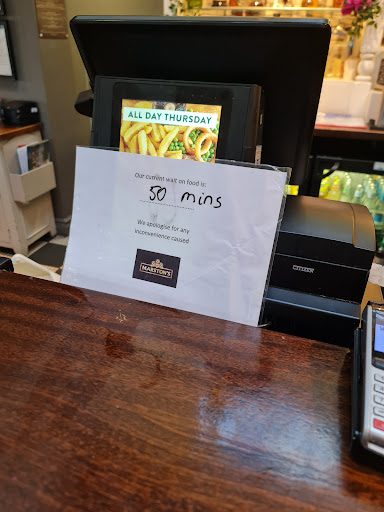 ALL DAY THURSDAY
Our current wait on food is:
50 mins
We apologise for any
inconvenience caused
MARSTON'S
CITIZEN